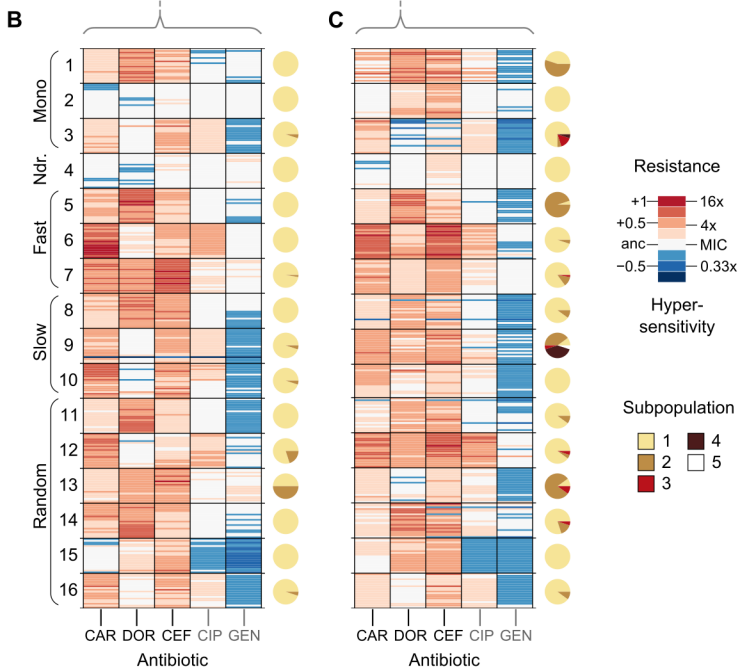 B
C
Mono
Ndr.
Fast
Slow
Random
1
2
3
4
5
6
7
8
9
10
11
12
13
14
15
16
CAR DOR CEF CIP GEN
Antibiotic
CAR DOR CEF CIP GEN
Antibiotic
Resistance
+1 16x
+0.5 4x
anc MIC
−0.5 0.33x
Hyper-
sensitivity
Subpopulation
1 4
2 5
3